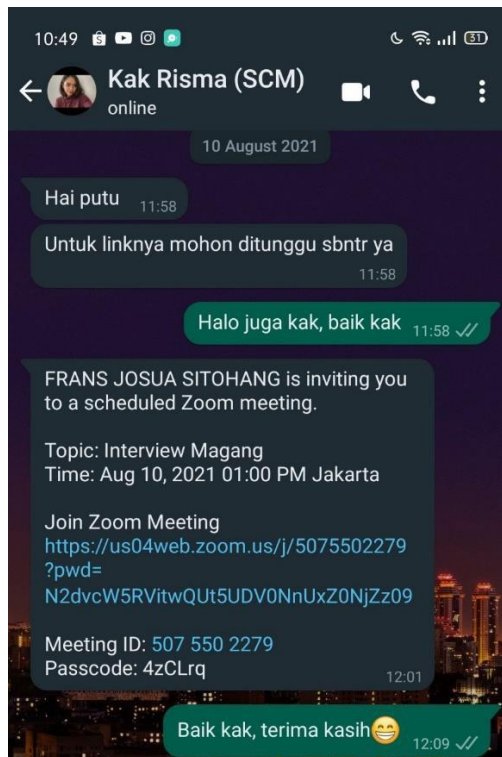 10:49
31
Kak Risma (SCM)
online
10 August 2021
Hai putu 11:58
Untuk linknya mohon ditunggu sbntr ya
11:58
Halo juga kak, baik kak 11:58
FRANS JOSUA SITOHANG is inviting you
to a scheduled Zoom meeting.
Topic: Interview Magang
Time: Aug 10, 2021 01:00 PM Jakarta
Join Zoom Meeting
https://us04web.zoom.us/j/5075502279
?pwd=
N2dvcW5RVitwQUt5UDV0NnUxZ0NjZz09
Meeting ID: 507 550 2279
Passcode: 4zCLrq
12:01
Baik kak, terima kasih😁 12:09